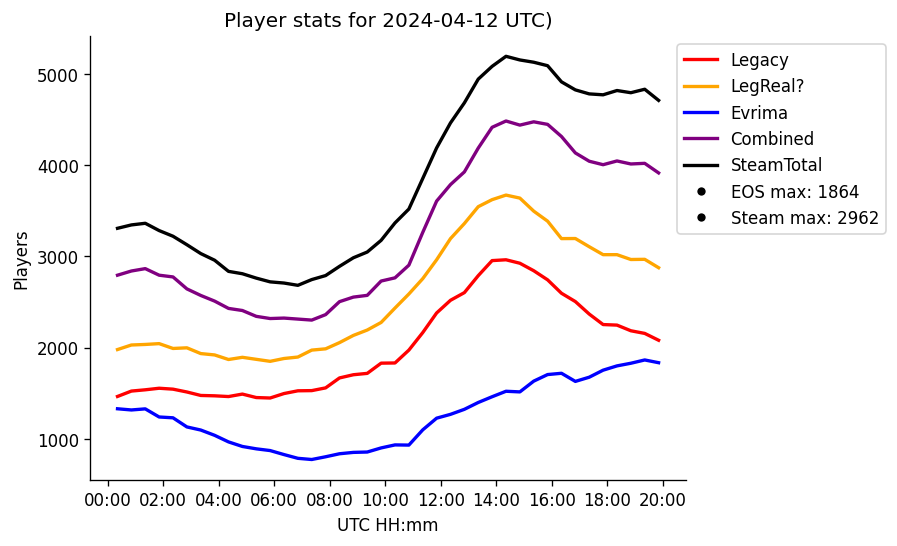 Player stats for 2024-04-12 UTC)
Legacy
LegReal?
Evrima
Combined
SteamTotal
EOS max: 1864
Steam max: 2962
Players
5000
4000
3000
2000
1000
00:00 02:00 04:00 06:00 08:00 10:00 12:00 14:00 16:00 18:00 20:00
UTC HH:mm